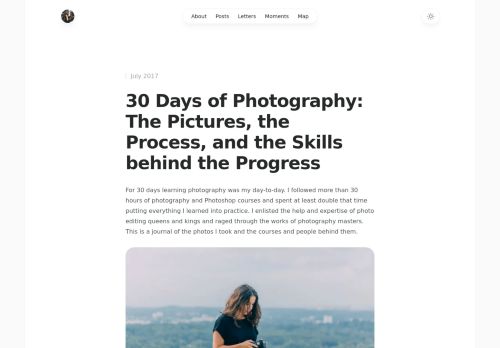 About Posts Letters Moments Map
July 2017
30 Days of Photography:
The Pictures, the
Process, and the Skills
behind the Progress
For 30 days learning photography was my day-to-day. I followed more than 30
hours of photography and Photoshop courses and spent at least double that time
putting everything I learned into practice. I enlisted the help and expertise of photo
editing queens and kings and raged through the works of photography masters.
This is a journal of the photos I took and the courses and people behind them.